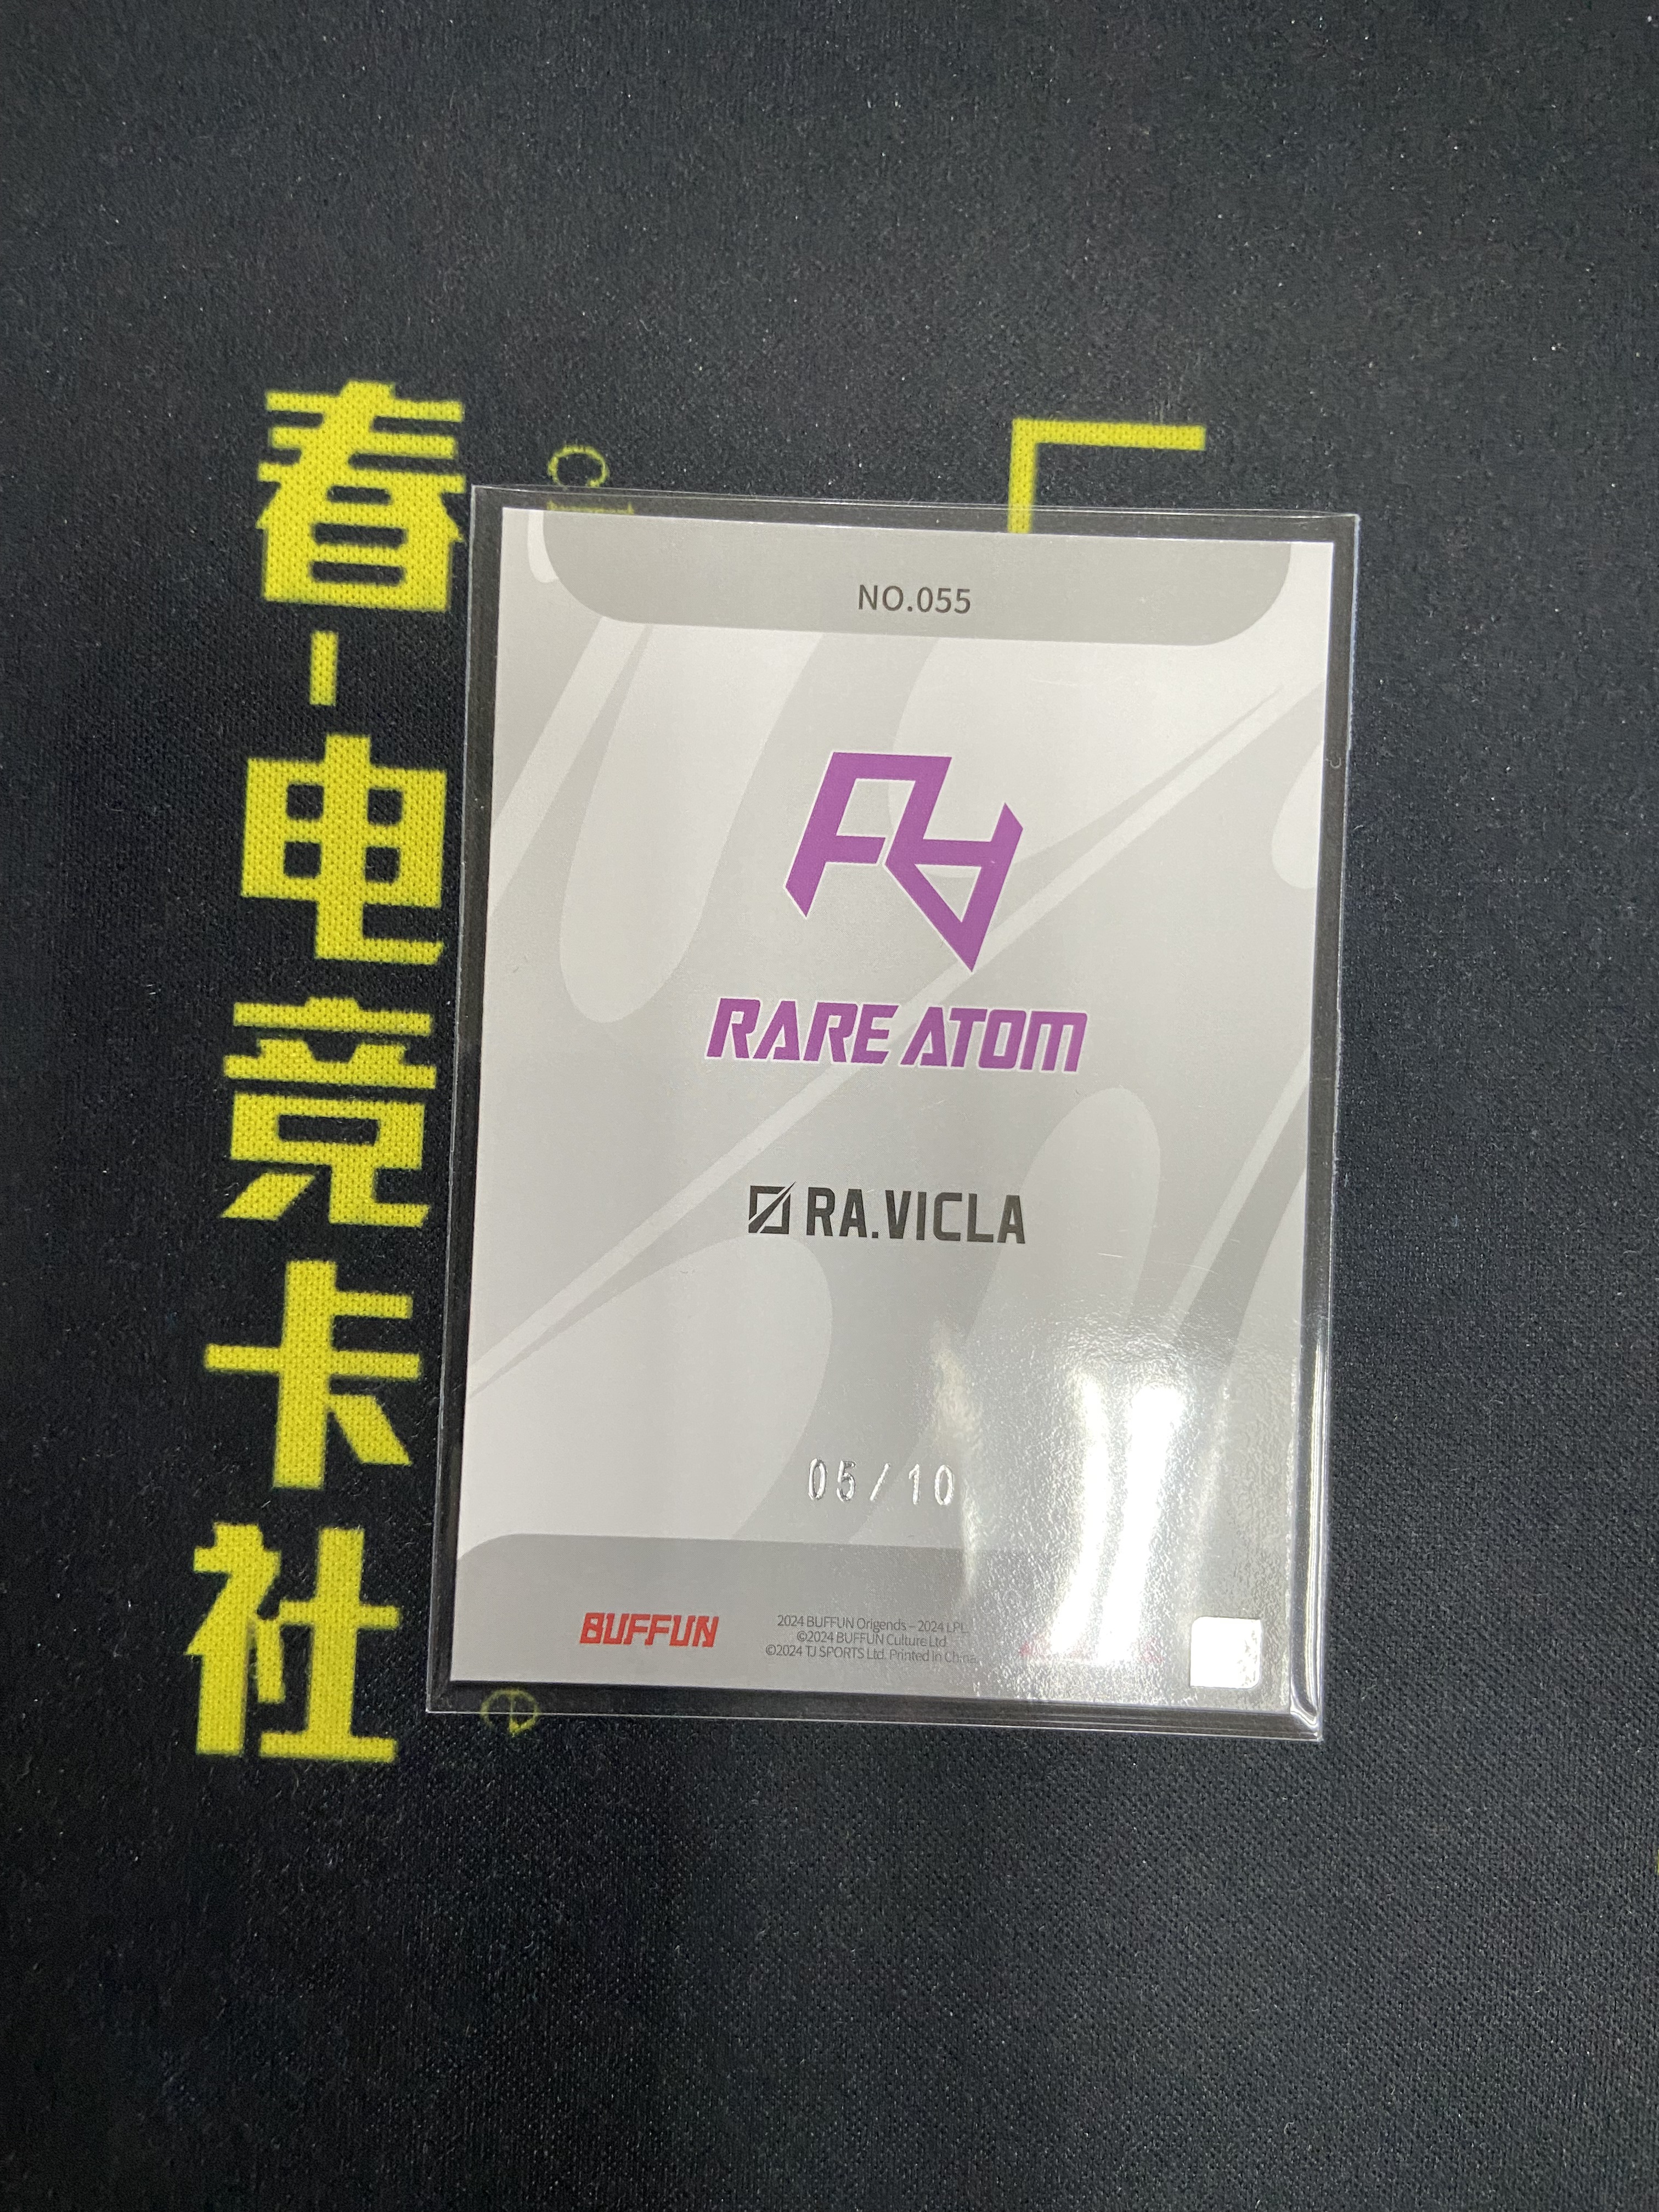 春-电竞卡社
NO.055
RARE ATOM
RA.VICLA
05/10
BUFFUN
2024 BUFFUN Origends – 2024 LPL
©2024 BUFFUN Culture Ltd
©2024 TJ SPORTS Ltd. Printed in China